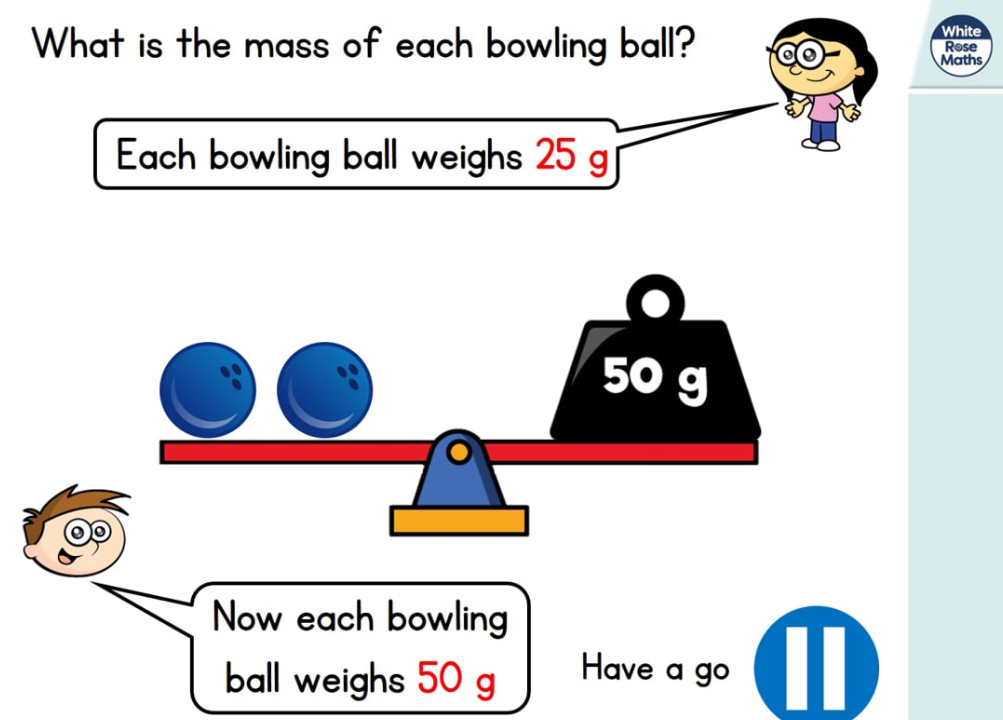 What is the mass of each bowling ball?
White
Rose
Maths
Each bowling ball weighs 25 g
50 g
Now each bowling
ball weighs 50 g
Have a go